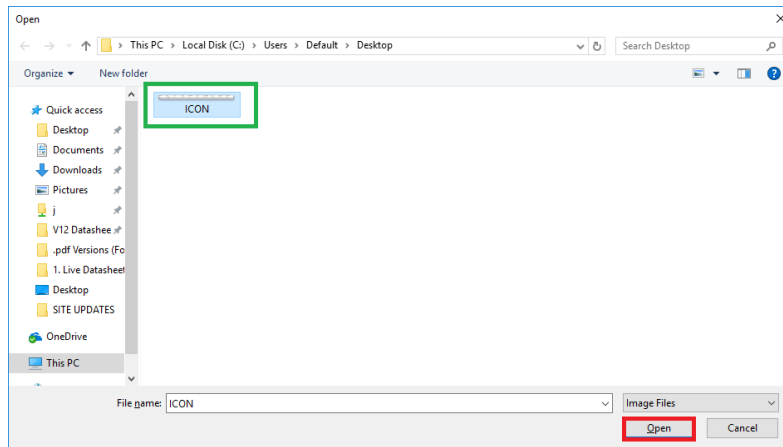 Open
This PC > Local Disk (C:) > Users > Default > Desktop
Search Desktop
Organize
New folder
Quick access
Desktop
Documents
Downloads
Pictures
j
V12 Datashee
.pdf Versions (Fo
1. Live Datasheet
Desktop
SITE UPDATES
OneDrive
This PC
ICON
File name: ICON
Image Files
Open
Cancel